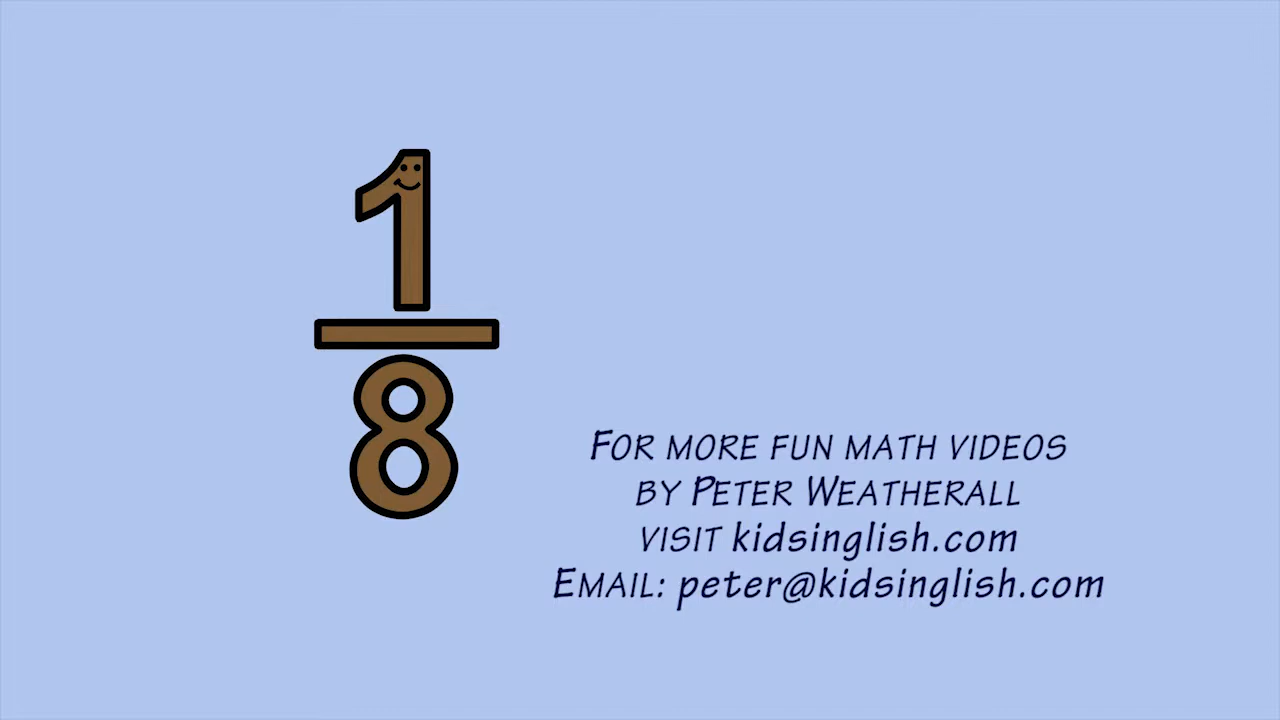 1
8
FOR MORE FUN MATH VIDEOS
BY PETER WEATHERALL
VISIT kidsinglish.com
EMAIL: peter@kidsinglish.com